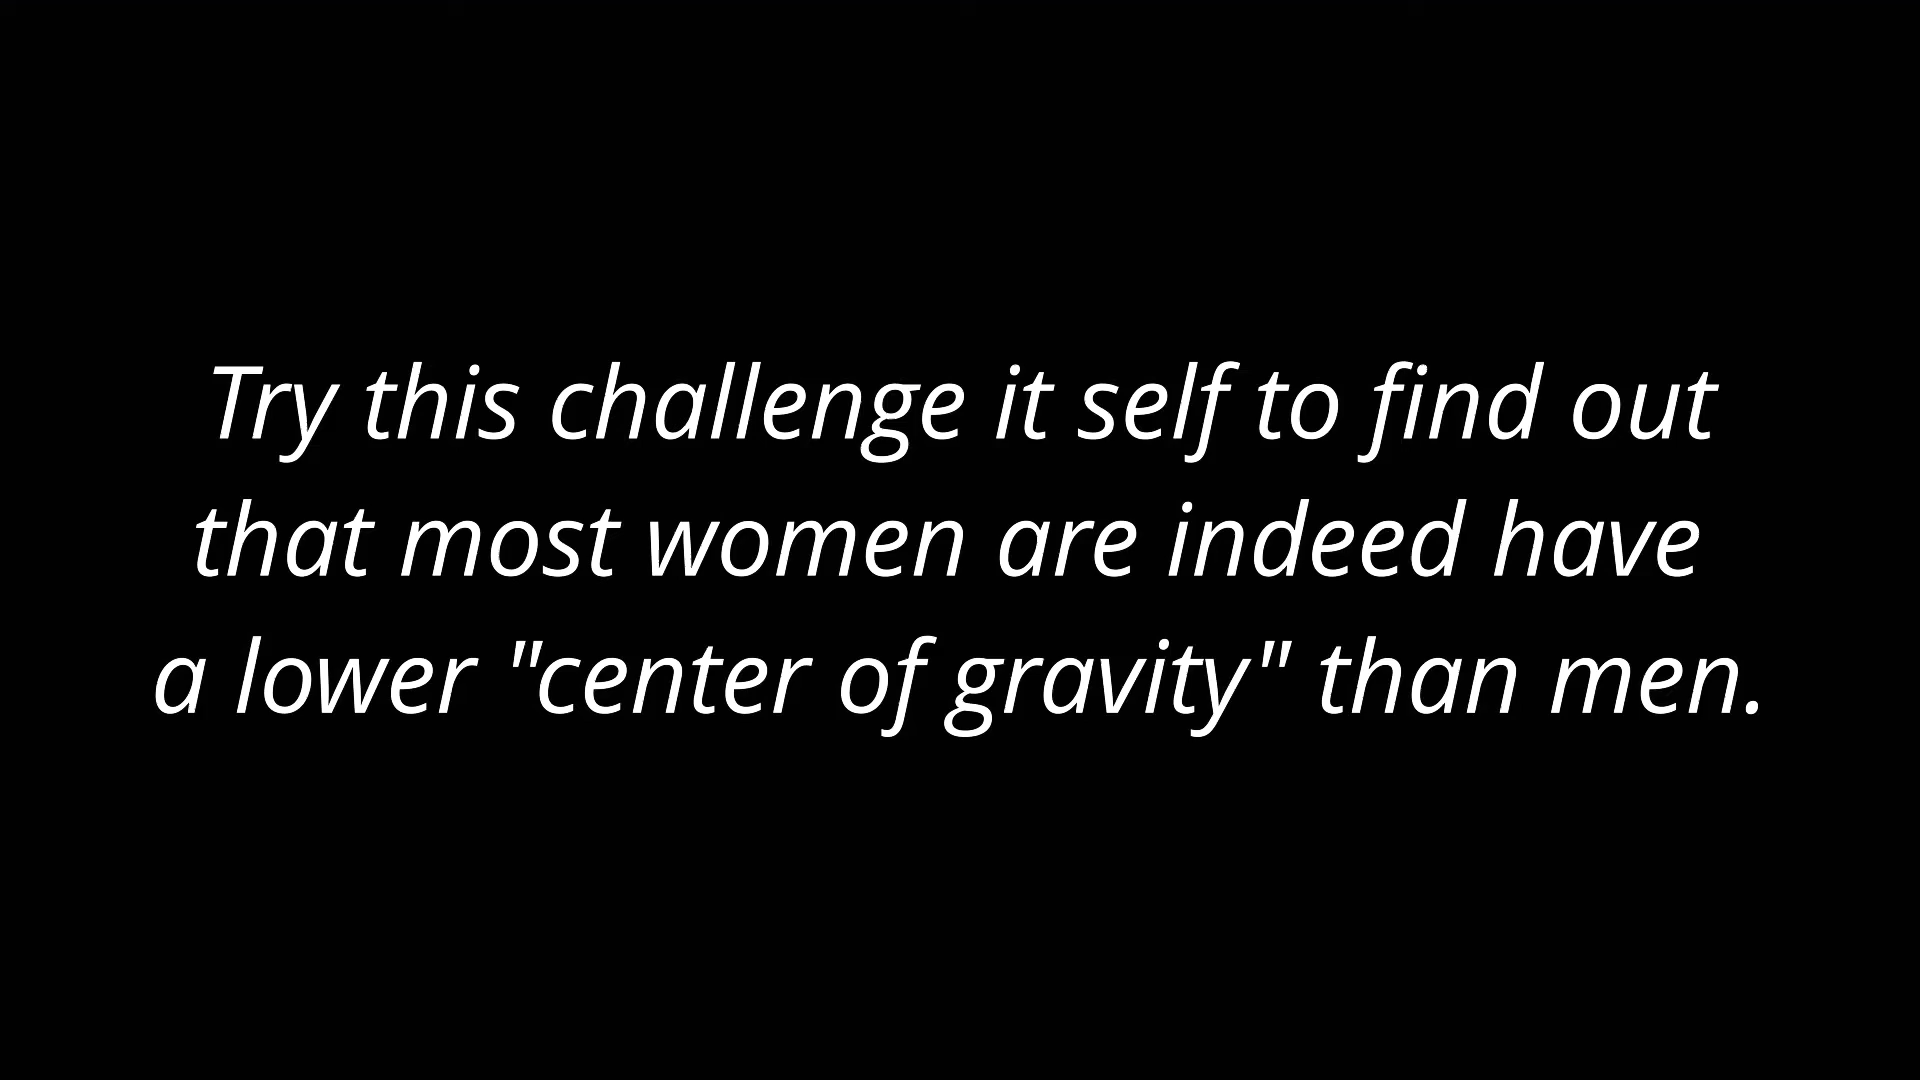 Try this challenge it self to find out
that most women are indeed have
a lower "center of gravity" than men.